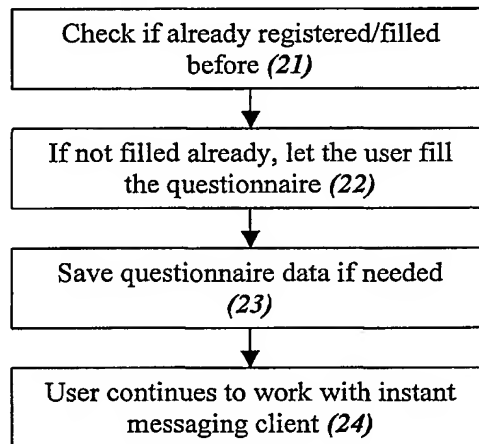 Check if already registered/filled
before (21)
If not filled already, let the user fill
the questionnaire (22)
Save questionnaire data if needed
(23)
User continues to work with instant
messaging client (24)